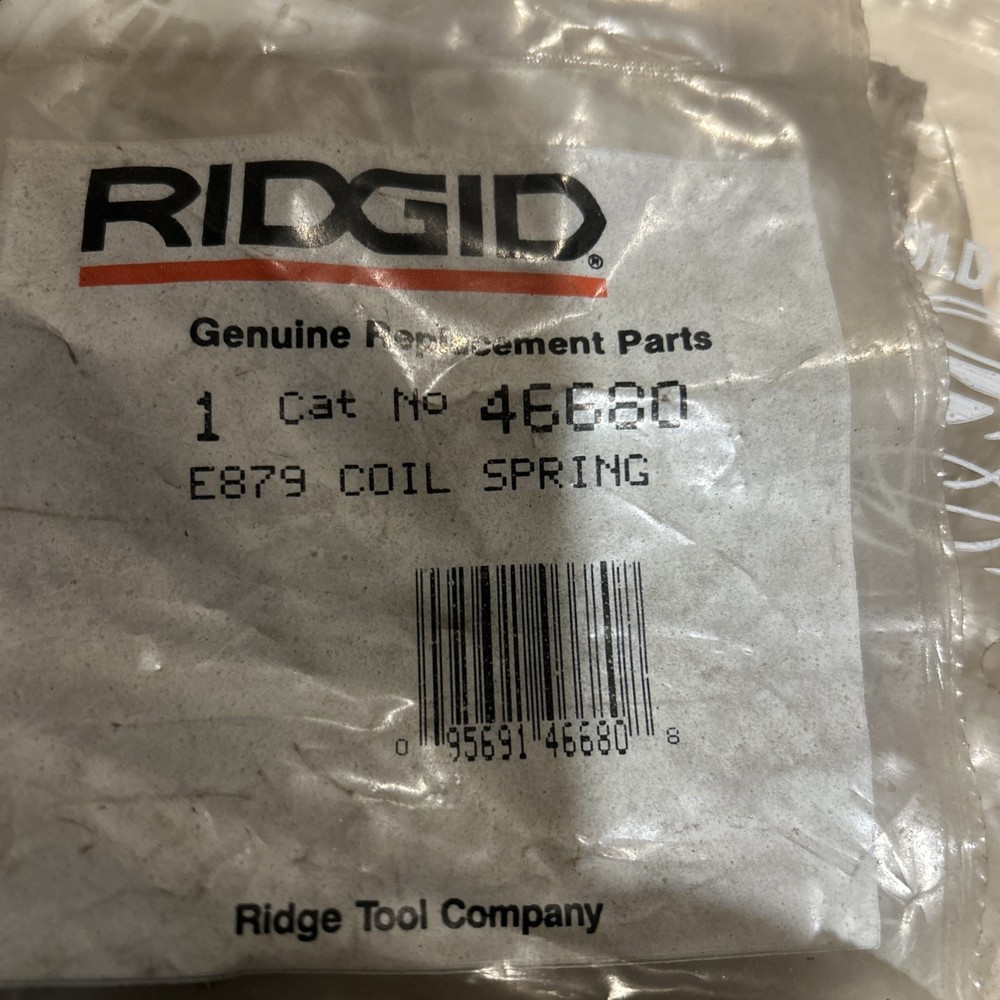 RIDGID®
Genuine Replacement Parts
1 Cat No 46680
E879 COIL SPRING
0 95691 46680 8
Ridge Tool Company